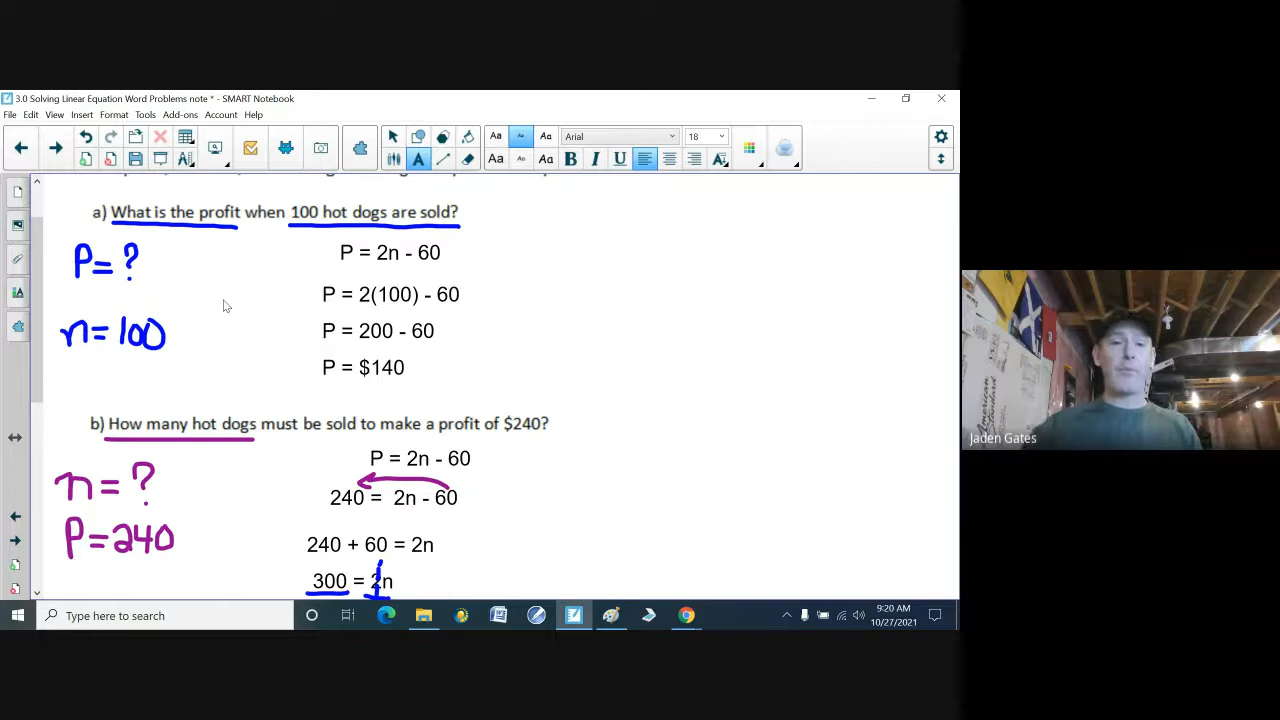 3.0 Solving Linear Equation Word Problems note * - SMART Notebook
File Edit View Insert Format Tools Add-ons Account Help
Arial
18
a) What is the profit when 100 hot dogs are sold?
P = ?
n = 100
P = 2n - 60
P = 2(100) - 60
P = 200 - 60
P = $140
b) How many hot dogs must be sold to make a profit of $240?
n = ?
P = 240
P = 2n - 60
240 = 2n - 60
240 + 60 = 2n
300 = 2n
Type here to search
9:20 AM
10/27/2021
Jaden Gates